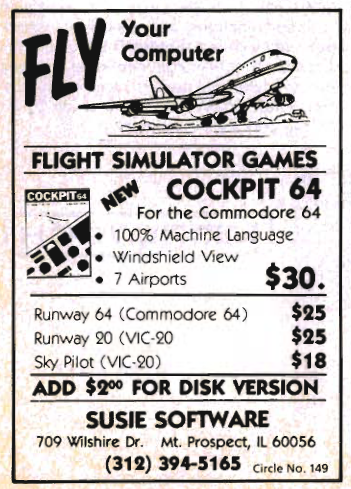 FLY Your
Computer
FLIGHT SIMULATOR GAMES
COCKPIT64
NEW COCKPIT 64
For the Commodore 64
• 100% Machine Language
• Windshield View
• 7 Airports $30.
Runway 64 (Commodore 64) $25
Runway 20 (VIC-20 $25
Sky Pilot (VIC-20) $18
ADD $2⁰⁰ FOR DISK VERSION
SUSIE SOFTWARE
709 Wilshire Dr. Mt. Prospect, IL 60056
(312) 394-5165 Circle No. 149